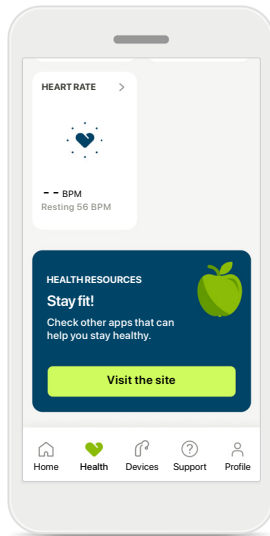 HEART RATE
-- BPM
Resting 56 BPM
HEALTH RESOURCES
Stay fit!
Check other apps that can
help you stay healthy.
Visit the site
Home Health Devices Support Profile